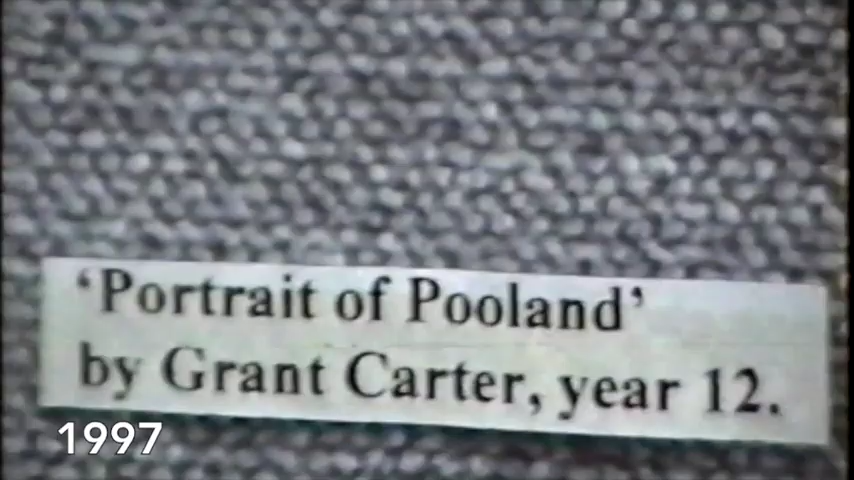 ‘Portrait of Pooland’
by Grant Carter, year 12.
1997